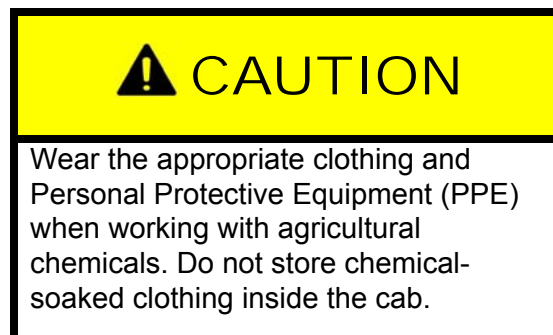 CAUTION
Wear the appropriate clothing and
Personal Protective Equipment (PPE)
when working with agricultural
chemicals. Do not store chemical-
soaked clothing inside the cab.